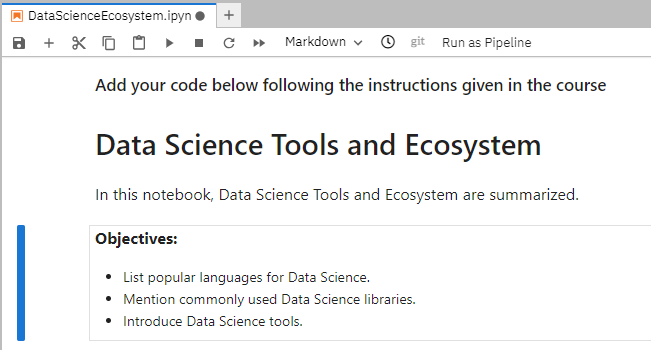 DataScienceEcosystem.ipyn
Markdown
git
Run as Pipeline
Add your code below following the instructions given in the course
Data Science Tools and Ecosystem
In this notebook, Data Science Tools and Ecosystem are summarized.
Objectives:
• List popular languages for Data Science.
• Mention commonly used Data Science libraries.
• Introduce Data Science tools.